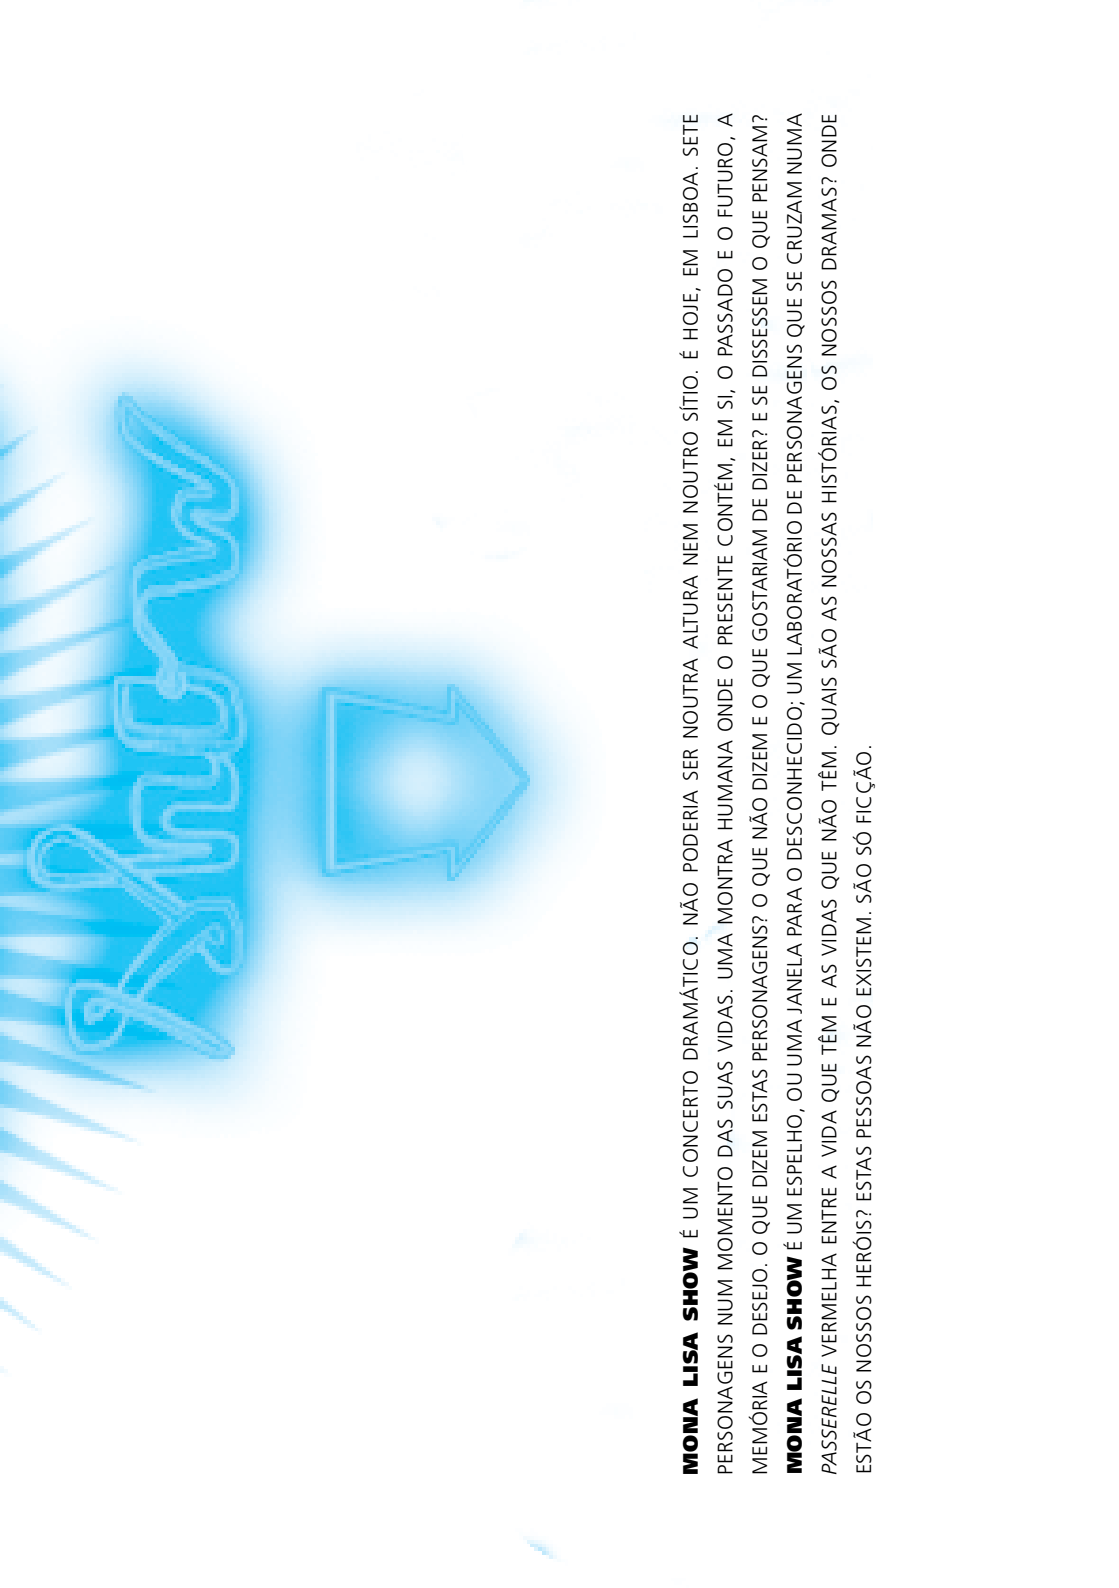 Show
MONA LISA SHOW É UM CONCERTO DRAMÁTICO. NÃO PODERIA SER NOUTRA ALTURA NEM NOUTRO SÍTIO. É HOJE, EM LISBOA. SETE
PERSONAGENS NUM MOMENTO DAS SUAS VIDAS. UMA MONTRA HUMANA ONDE O PRESENTE CONTÉM, EM SI, O PASSADO E O FUTURO, A
MEMÓRIA E O DESEJO. O QUE DIZEM ESTAS PERSONAGENS? O QUE NÃO DIZEM E O QUE GOSTARIAM DE DIZER? E SE DISSESSEM O QUE PENSAM?
MONA LISA SHOW É UM ESPELHO, OU UMA JANELA PARA O DESCONHECIDO; UM LABORATÓRIO DE PERSONAGENS QUE SE CRUZAM NUMA
PASSERELLE VERMELHA ENTRE A VIDA QUE TÊM E AS VIDAS QUE NÃO TÊM. QUAIS SÃO AS NOSSAS HISTÓRIAS, OS NOSSOS DRAMAS? ONDE
ESTÃO OS NOSSOS HERÓIS? ESTAS PESSOAS NÃO EXISTEM. SÃO SÓ FICÇÃO.